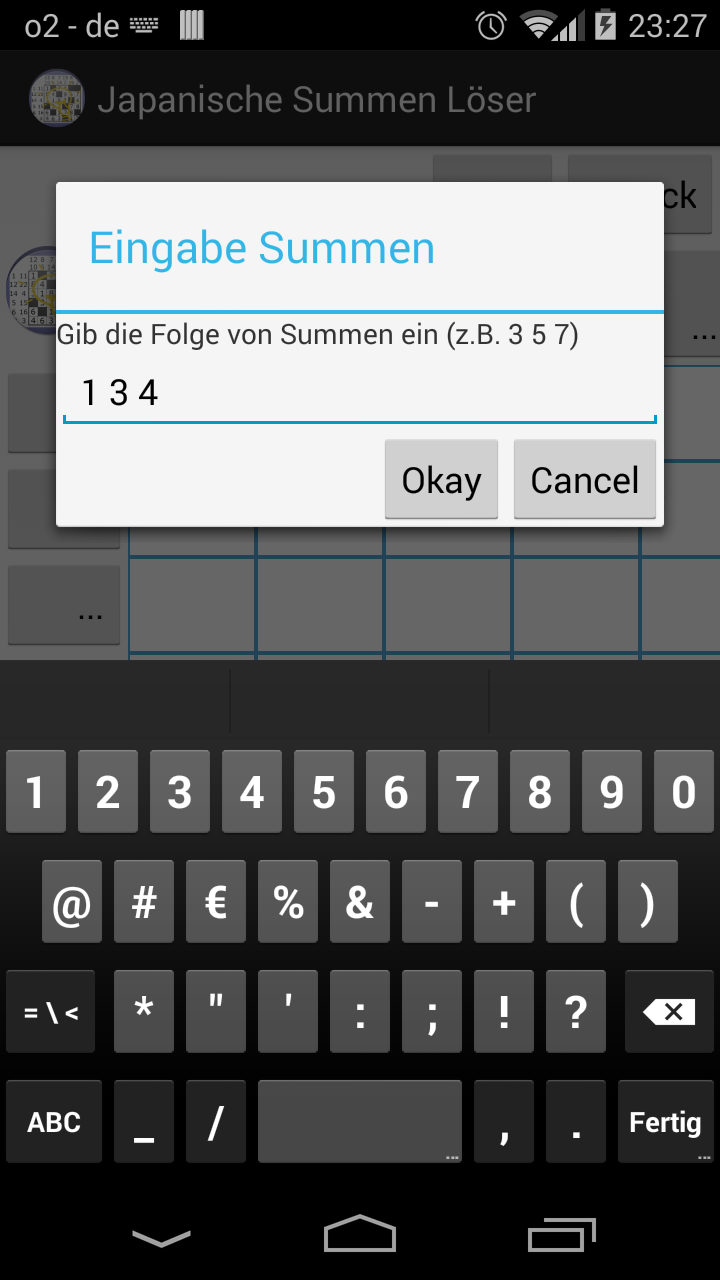 o2 - de 23:27
Japanische Summen Löser
ck
Eingabe Summen
Gib die Folge von Summen ein (z.B. 3 5 7)
...
1 3 4
Okay Cancel
...
1 2 3 4 5 6 7 8 9 0
@ # € % & - + ( )
= \ < * " ' : ; ! ?
ABC _ / , . Fertig